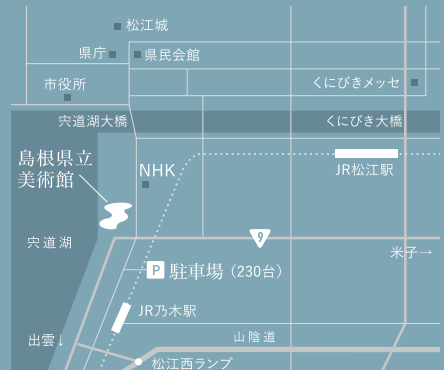 松江城
県庁
県民会館
市役所
くにびきメッセ
宍道湖大橋
くにびき大橋
島根県立
美術館
NHK
JR松江駅
宍道湖
9
米子→
P 駐車場（230台）
JR乃木駅
出雲↓
山陰道
松江西ランプ